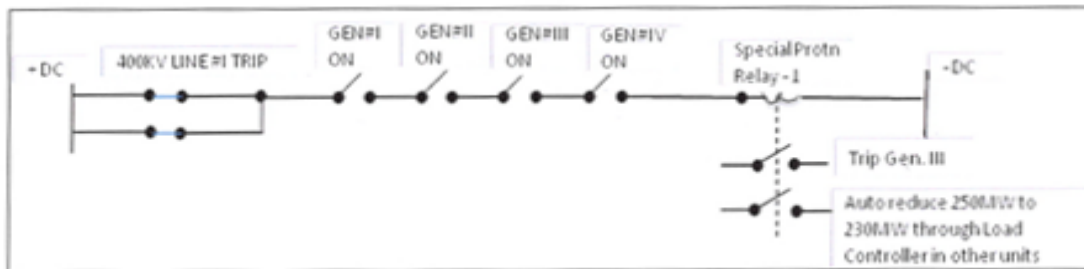 +DC
400KV LINE #I TRIP
GEN#I
ON
GEN#II
ON
GEN#III
ON
GEN#IV
ON
Special Protn
Relay -1
-DC
Trip Gen. III
Auto reduce 250MW to
230MW through Load
Controller in other units